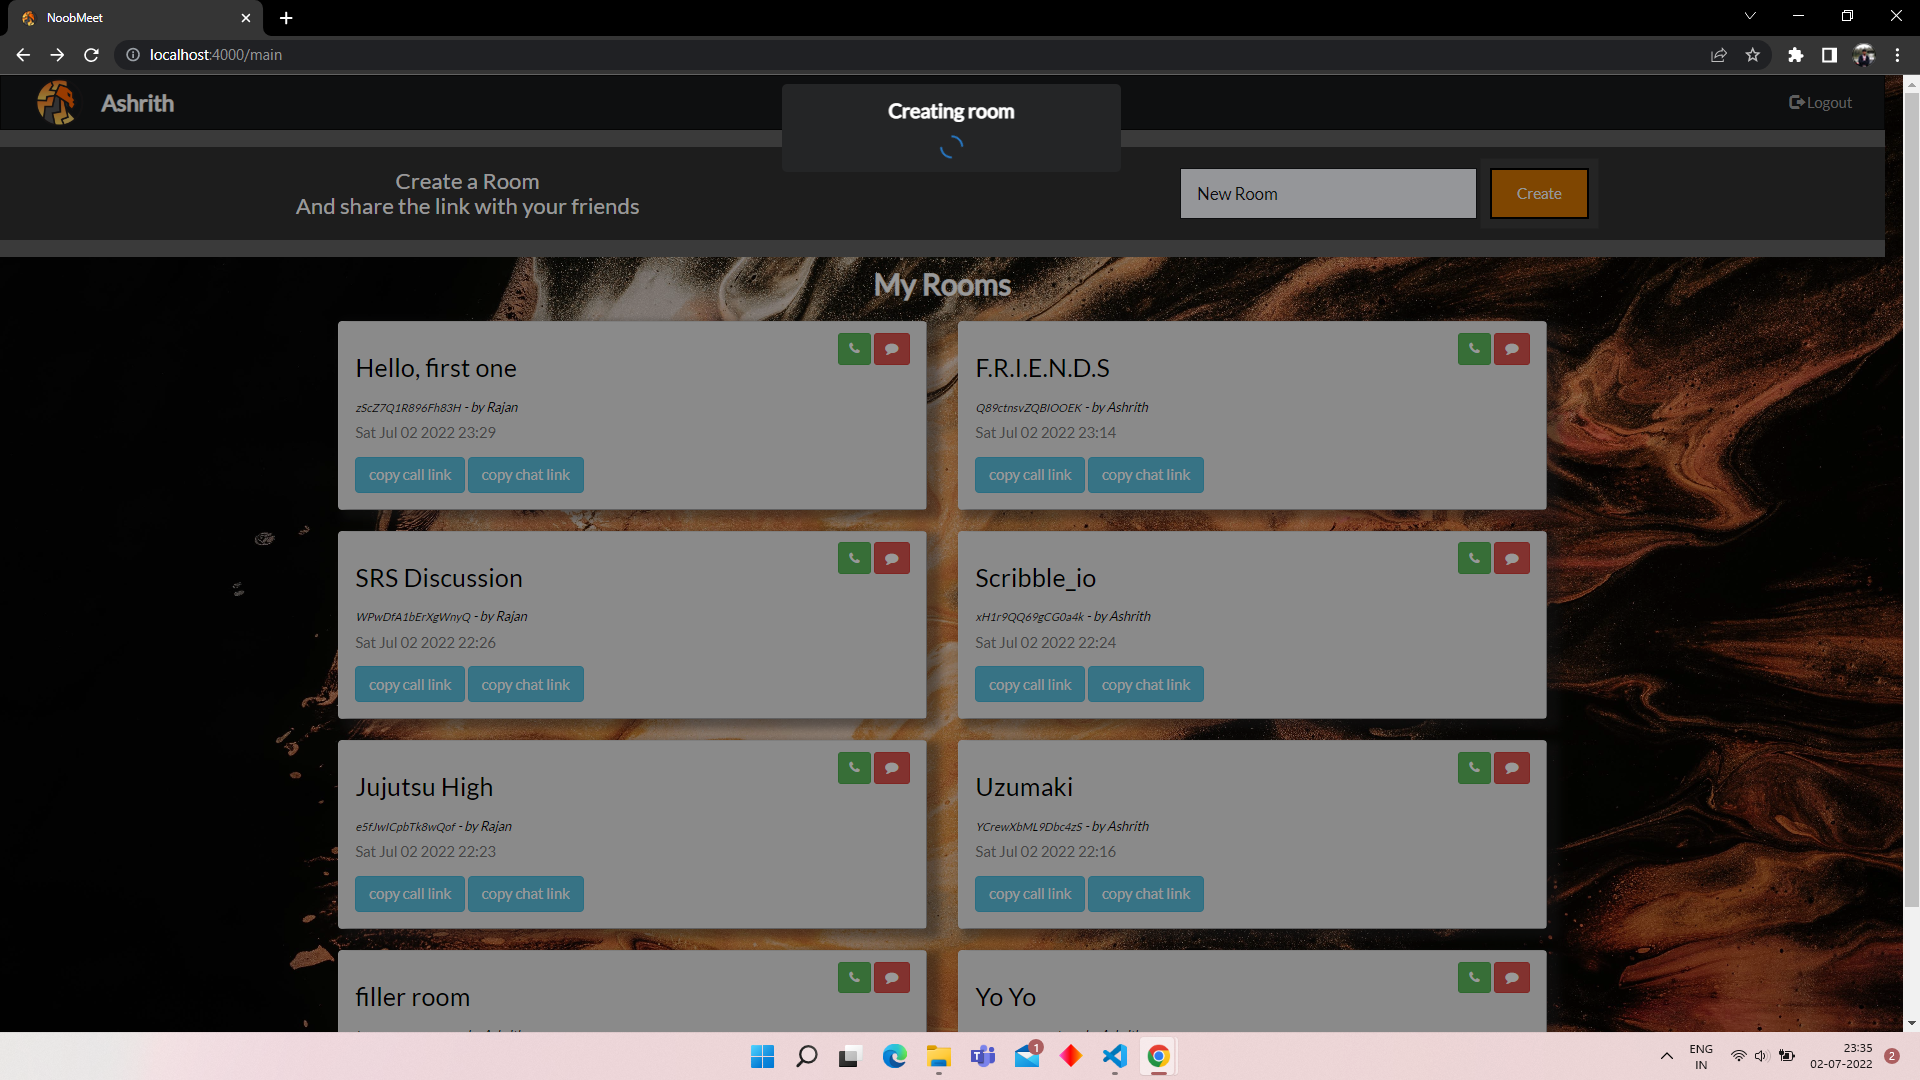 NoobMeet
localhost:4000/main
Ashrith
Creating room
Logout
Create a Room
And share the link with your friends
New Room
Create
My Rooms
Hello, first one
zScZ7Q1R896Fh83H - by Rajan
Sat Jul 02 2022 23:29
copy call link copy chat link
F.R.I.E.N.D.S
Q89ctnsvZQBIOOEK - by Ashrith
Sat Jul 02 2022 23:14
copy call link copy chat link
SRS Discussion
WPwDfA1bErXgWnyQ - by Rajan
Sat Jul 02 2022 22:26
copy call link copy chat link
Scribble_io
xH1r9QQ69gCG0a4k - by Ashrith
Sat Jul 02 2022 22:24
copy call link copy chat link
Jujutsu High
e5fJwICpbTk8wQof - by Rajan
Sat Jul 02 2022 22:23
copy call link copy chat link
Uzumaki
YCrewXbML9Dbc4zS - by Ashrith
Sat Jul 02 2022 22:16
copy call link copy chat link
filler room
Yo Yo
1
ENG
IN
23:35
02-07-2022
2